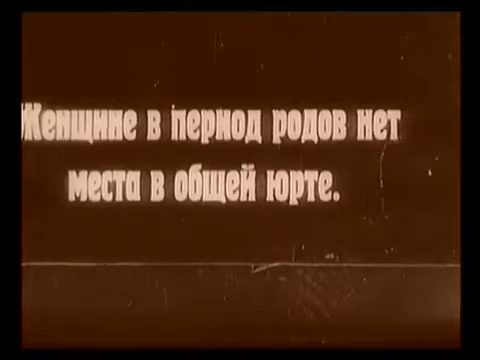 Женщине в период родов нет
места в общей юрте.